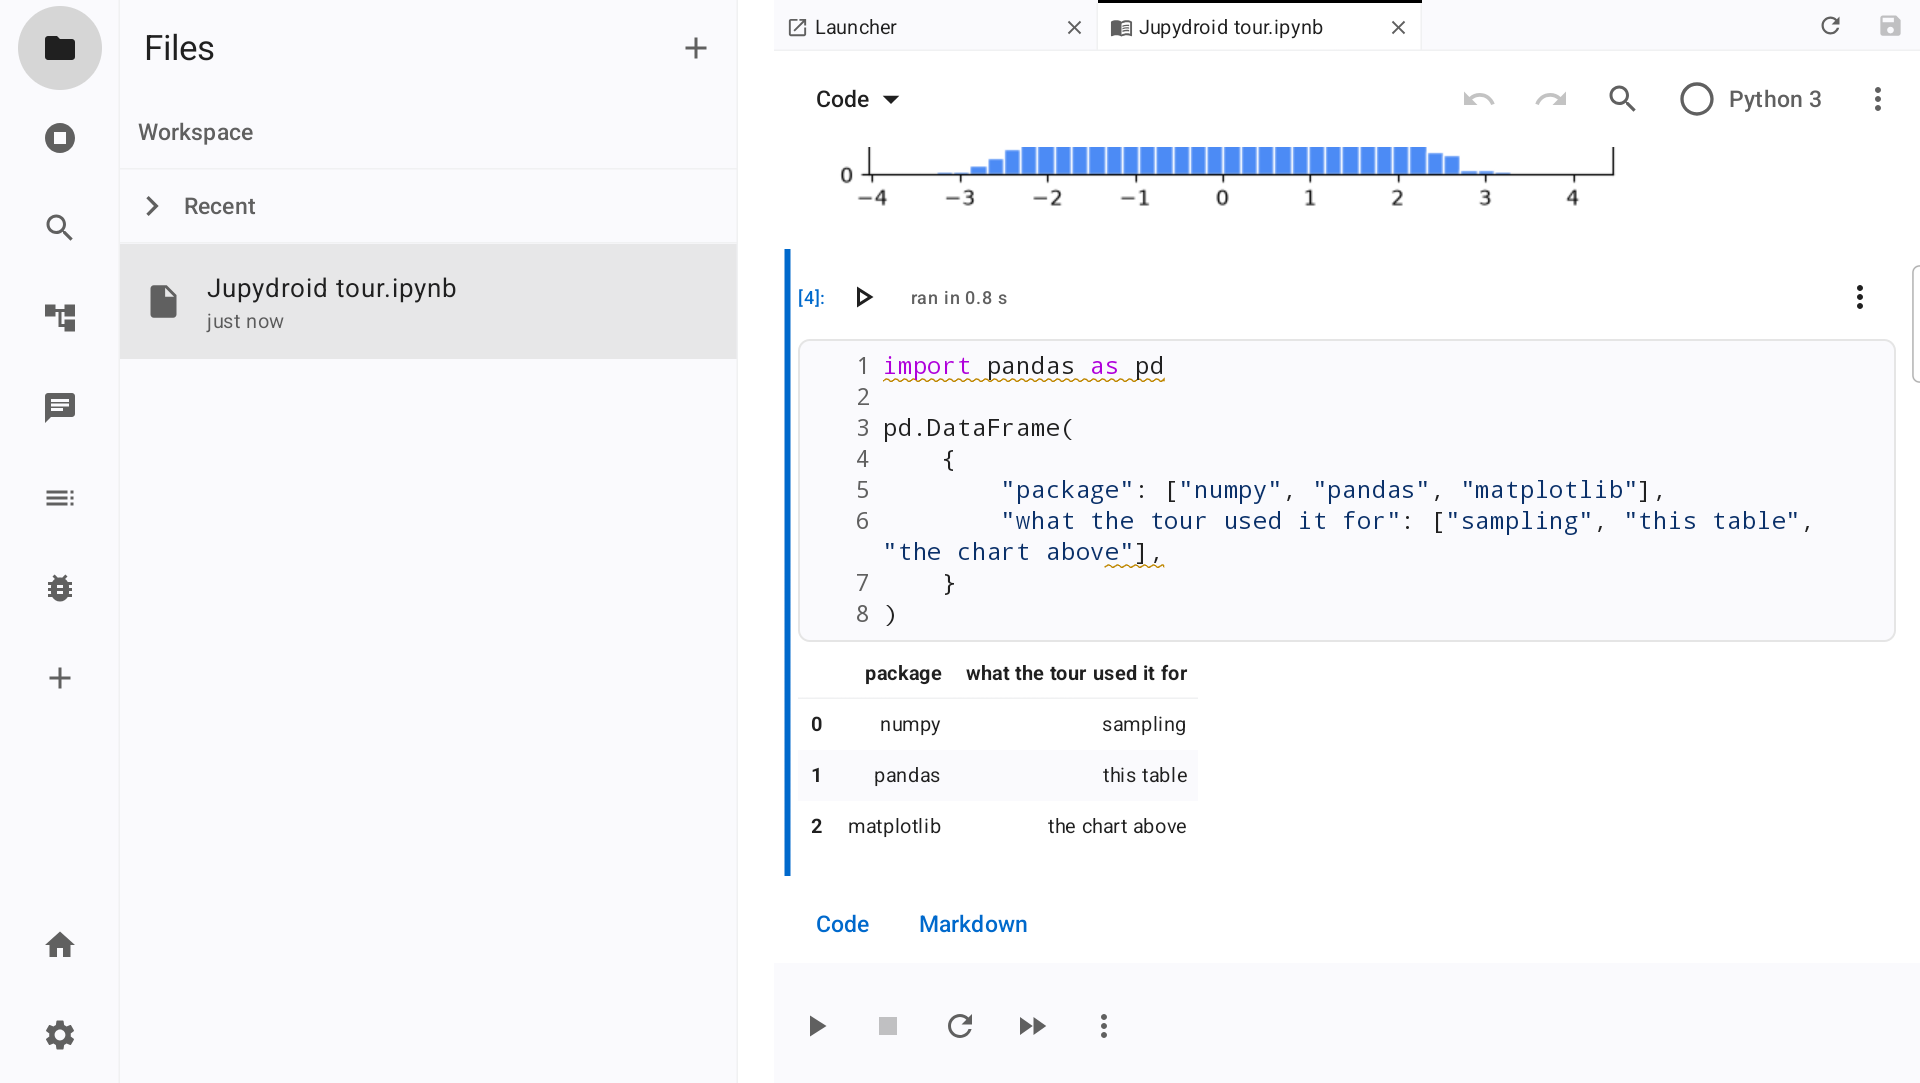 Files
Workspace
Recent
Jupydroid tour.ipynb
just now
Launcher
Jupydroid tour.ipynb
Code
Python 3
0
−4 −3 −2 −1 0 1 2 3 4
[4]:
ran in 0.8 s
1 import pandas as pd
2
3 pd.DataFrame(
4     {
5         "package": ["numpy", "pandas", "matplotlib"],
6         "what the tour used it for": ["sampling", "this table",
"the chart above"],
7     }
8 )
package what the tour used it for
0 numpy sampling
1 pandas this table
2 matplotlib the chart above
Code Markdown